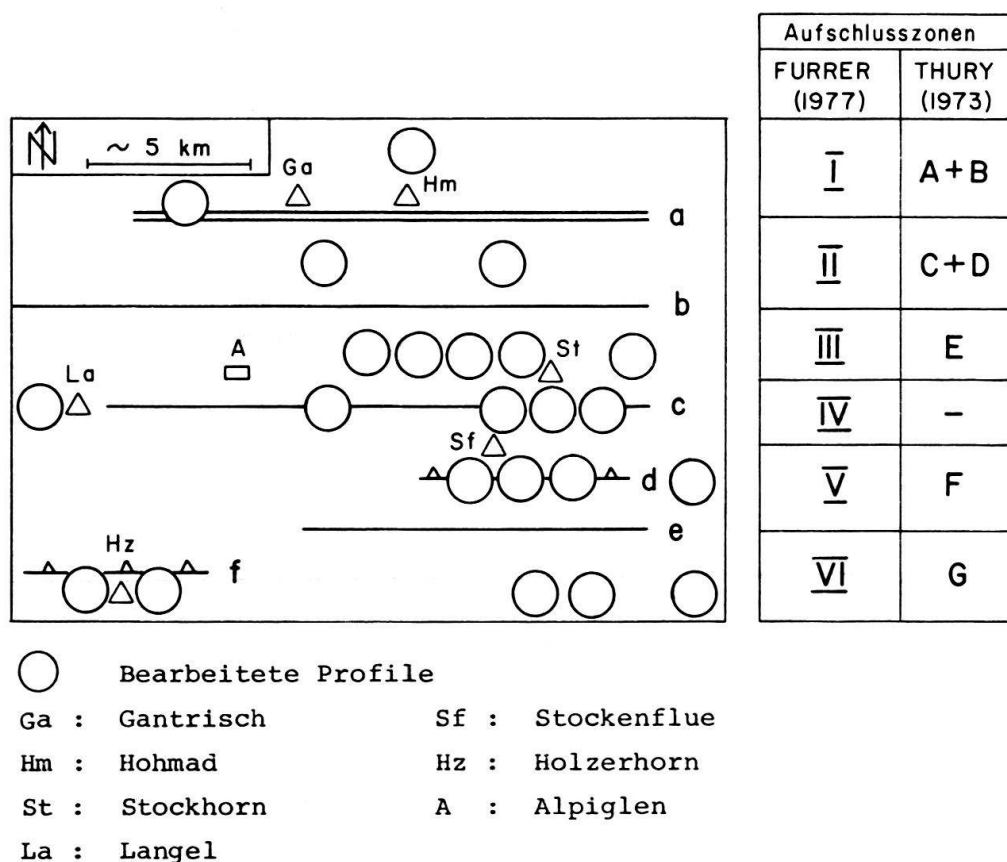 Aufschlusszonen
FURRER (1977)
THURY (1973)
I A+B
II C+D
III E
IV –
V F
VI G
N
~ 5 km
Ga
Hm
a
b
A
St
La
c
Sf
d
e
Hz
f
Bearbeitete Profile
Ga : Gantrisch
Sf : Stockenflue
Hm : Hohmad
Hz : Holzerhorn
St : Stockhorn
A : Alpiglen
La : Langel